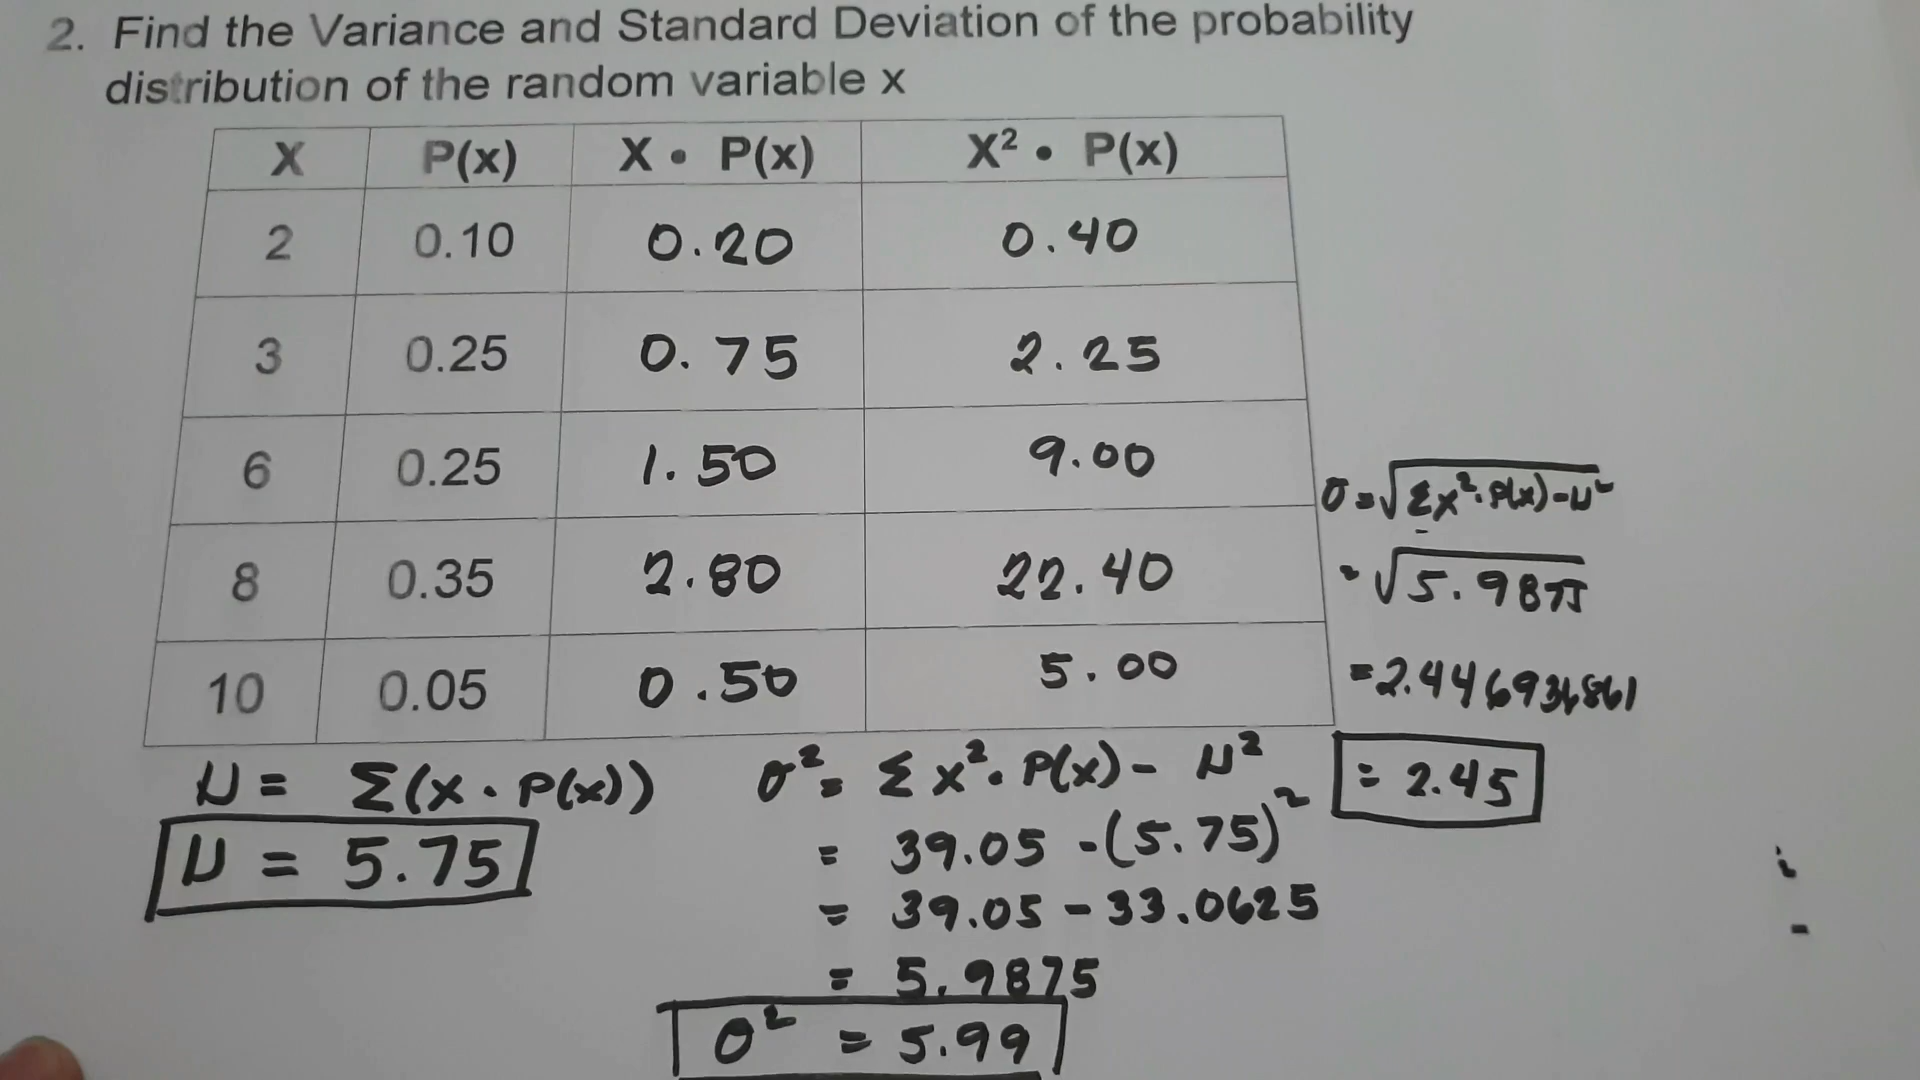 2. Find the Variance and Standard Deviation of the probability
distribution of the random variable x
X P(x) X • P(x) X² • P(x)
2 0.10 0.20 0.40
3 0.25 0.75 2.25
6 0.25 1.50 9.00
8 0.35 2.80 22.40
10 0.05 0.50 5.00
μ = Σ(x · P(x))
μ = 5.75
σ² = Σx² · P(x) - μ²
= 39.05 - (5.75)²
= 39.05 - 33.0625
= 5.9875
σ² = 5.99
σ = √Σx² · P(x) - μ²
= √5.9875
= 2.446936861
= 2.45